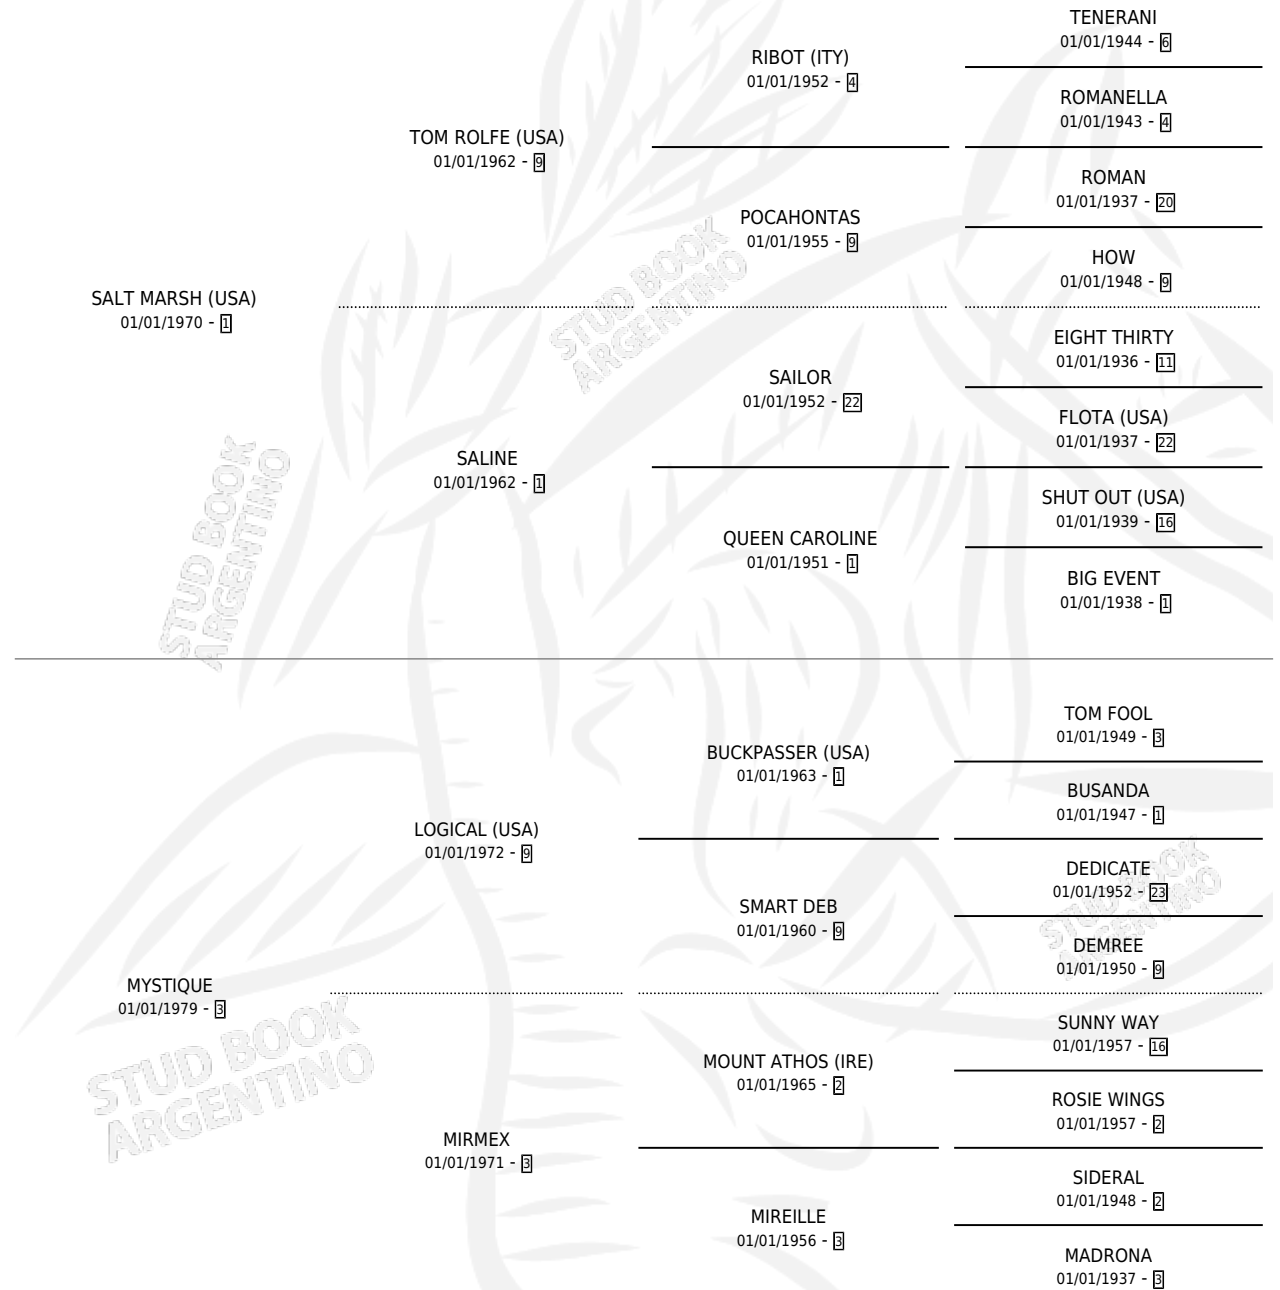 TENERANI
01/01/1944 - 6
RIBOT (ITY)
01/01/1952 - 4
ROMANELLA
01/01/1943 - 4
TOM ROLFE (USA)
01/01/1962 - 9
ROMAN
01/01/1937 - 20
POCAHONTAS
01/01/1955 - 9
HOW
01/01/1948 - 9
SALT MARSH (USA)
01/01/1970 - 1
STUD BOOK
ARGENTINO
EIGHT THIRTY
01/01/1936 - 11
SAILOR
01/01/1952 - 22
FLOTA (USA)
01/01/1937 - 22
SALINE
01/01/1962 - 1
SHUT OUT (USA)
01/01/1939 - 16
QUEEN CAROLINE
01/01/1951 - 1
BIG EVENT
01/01/1938 - 1
STUD BOOK
ARGENTINO
TOM FOOL
01/01/1949 - 3
BUCKPASSER (USA)
01/01/1963 - 1
BUSANDA
01/01/1947 - 1
LOGICAL (USA)
01/01/1972 - 9
DEDICATE
01/01/1952 - 23
SMART DEB
01/01/1960 - 9
DEMREE
01/01/1950 - 9
STUD BOOK
ARGENTINO
MYSTIQUE
01/01/1979 - 3
SUNNY WAY
01/01/1957 - 16
MOUNT ATHOS (IRE)
01/01/1965 - 2
ROSIE WINGS
01/01/1957 - 2
STUD BOOK
ARGENTINO
MIRMEX
01/01/1971 - 3
SIDERAL
01/01/1948 - 2
MIREILLE
01/01/1956 - 3
MADRONA
01/01/1937 - 3